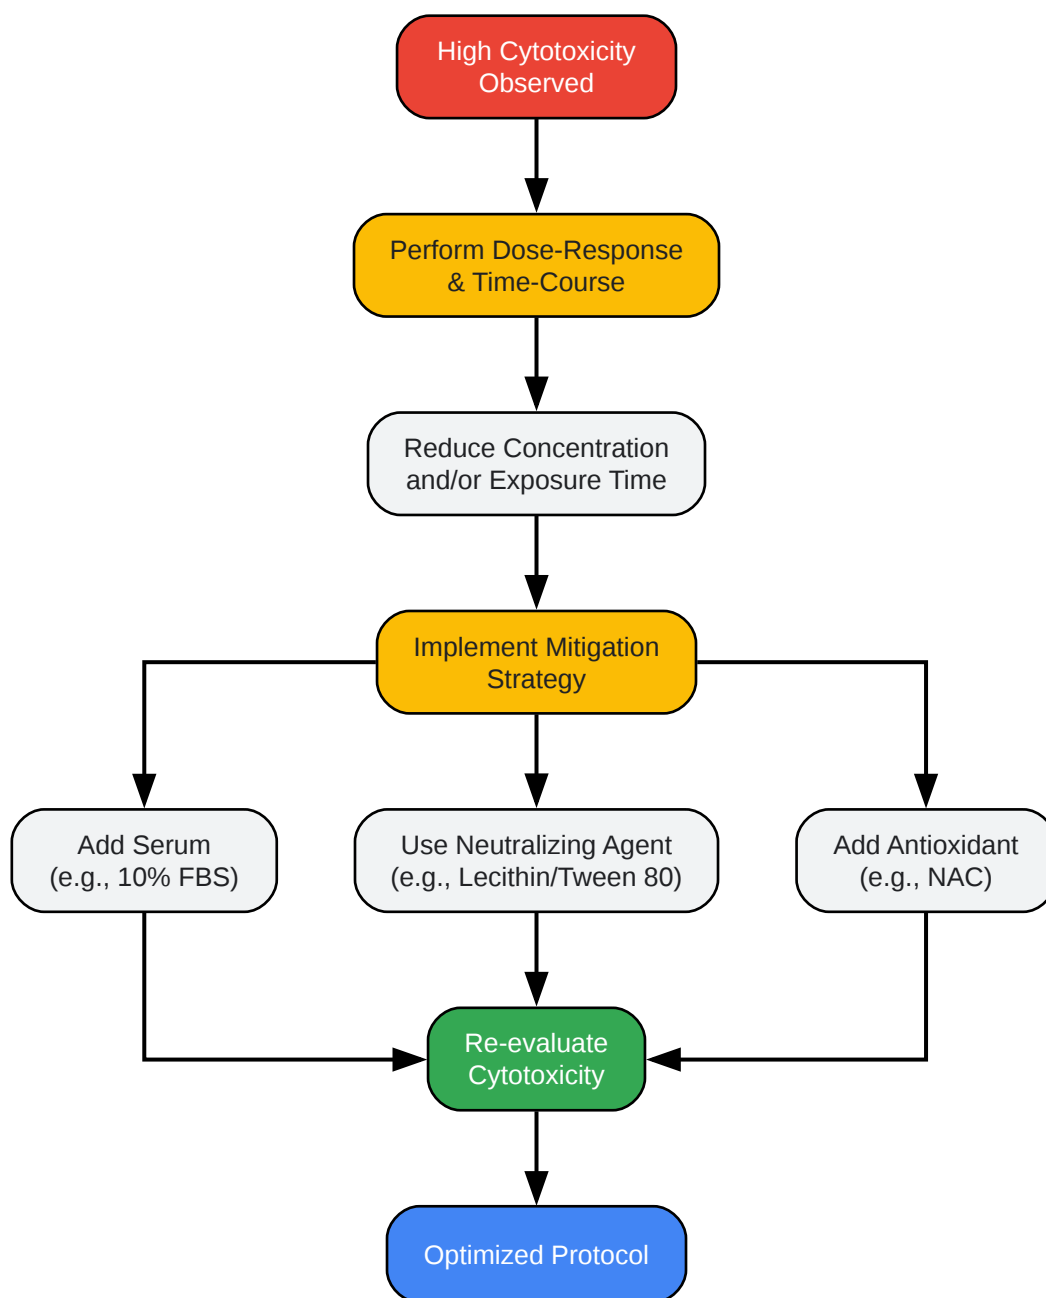 High Cytotoxicity
Observed
Perform Dose-Response
& Time-Course
Reduce Concentration
and/or Exposure Time
Implement Mitigation
Strategy
Add Serum
(e.g., 10% FBS)
Use Neutralizing Agent
(e.g., Lecithin/Tween 80)
Add Antioxidant
(e.g., NAC)
Re-evaluate
Cytotoxicity
Optimized Protocol